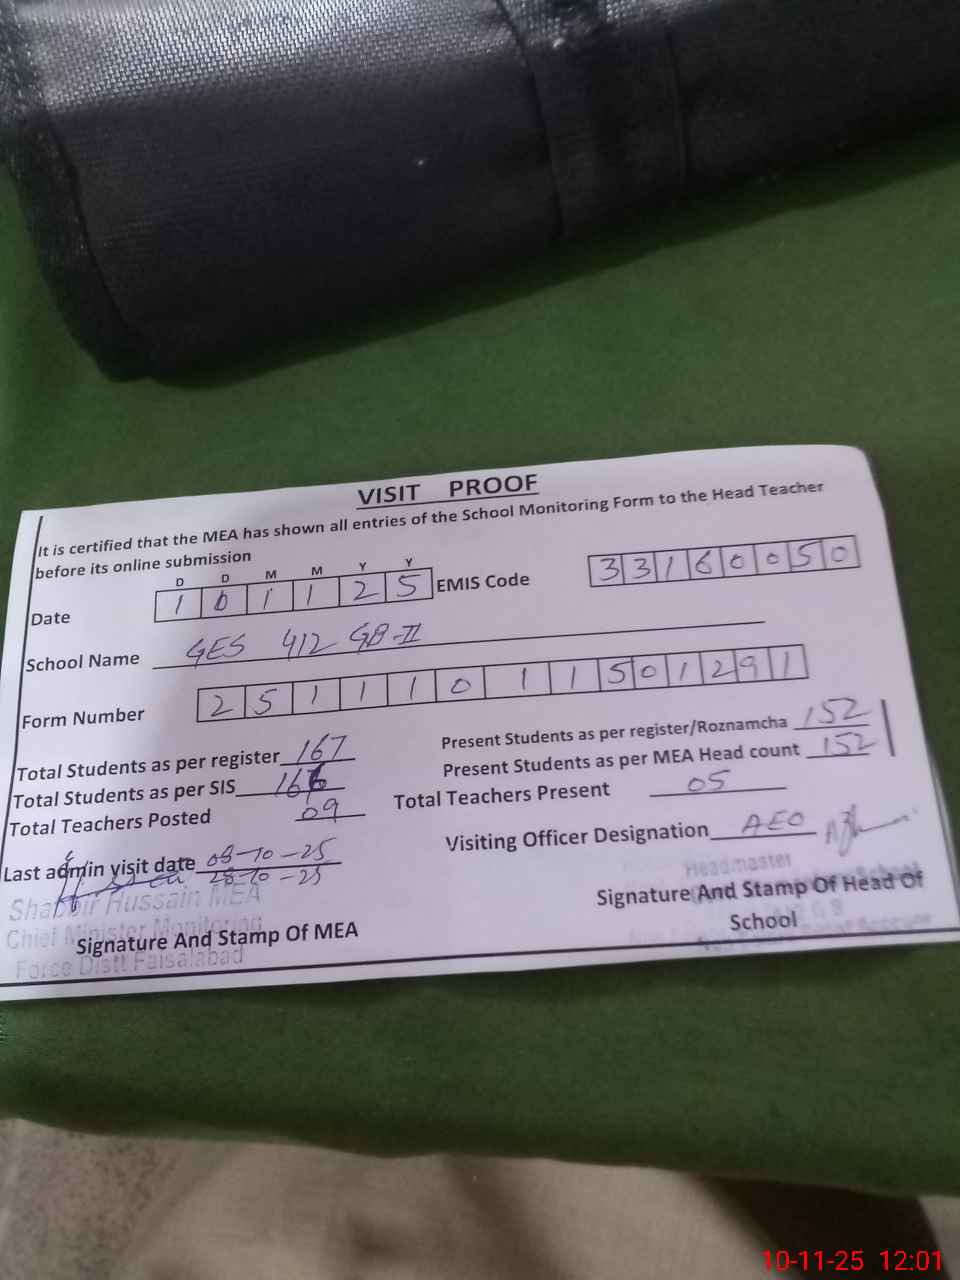 VISIT PROOF
It is certified that the MEA has shown all entries of the School Monitoring Form to the Head Teacher
before its online submission
D D M M Y Y
Date 1 0 1 1 2 5 EMIS Code 3 3 1 6 0 0 5 0
School Name GES 412 GB-II
Form Number 2 5 1 1 1 0 1 1 5 0 1 2 9 1
Total Students as per register 167 Present Students as per register/Roznamcha 152
Total Students as per SIS 166 Present Students as per MEA Head count 152
Total Teachers Posted 09 Total Teachers Present 05
Last admin visit date 08-10-25 Visiting Officer Designation AEO
28-10-25
Shabbir Hussain MEA
Chief Minister Monitoring
Force Distt Faisalabad
Signature And Stamp Of MEA
Headmaster
School
Signature And Stamp Of Head Of
School
10-11-25 12:01